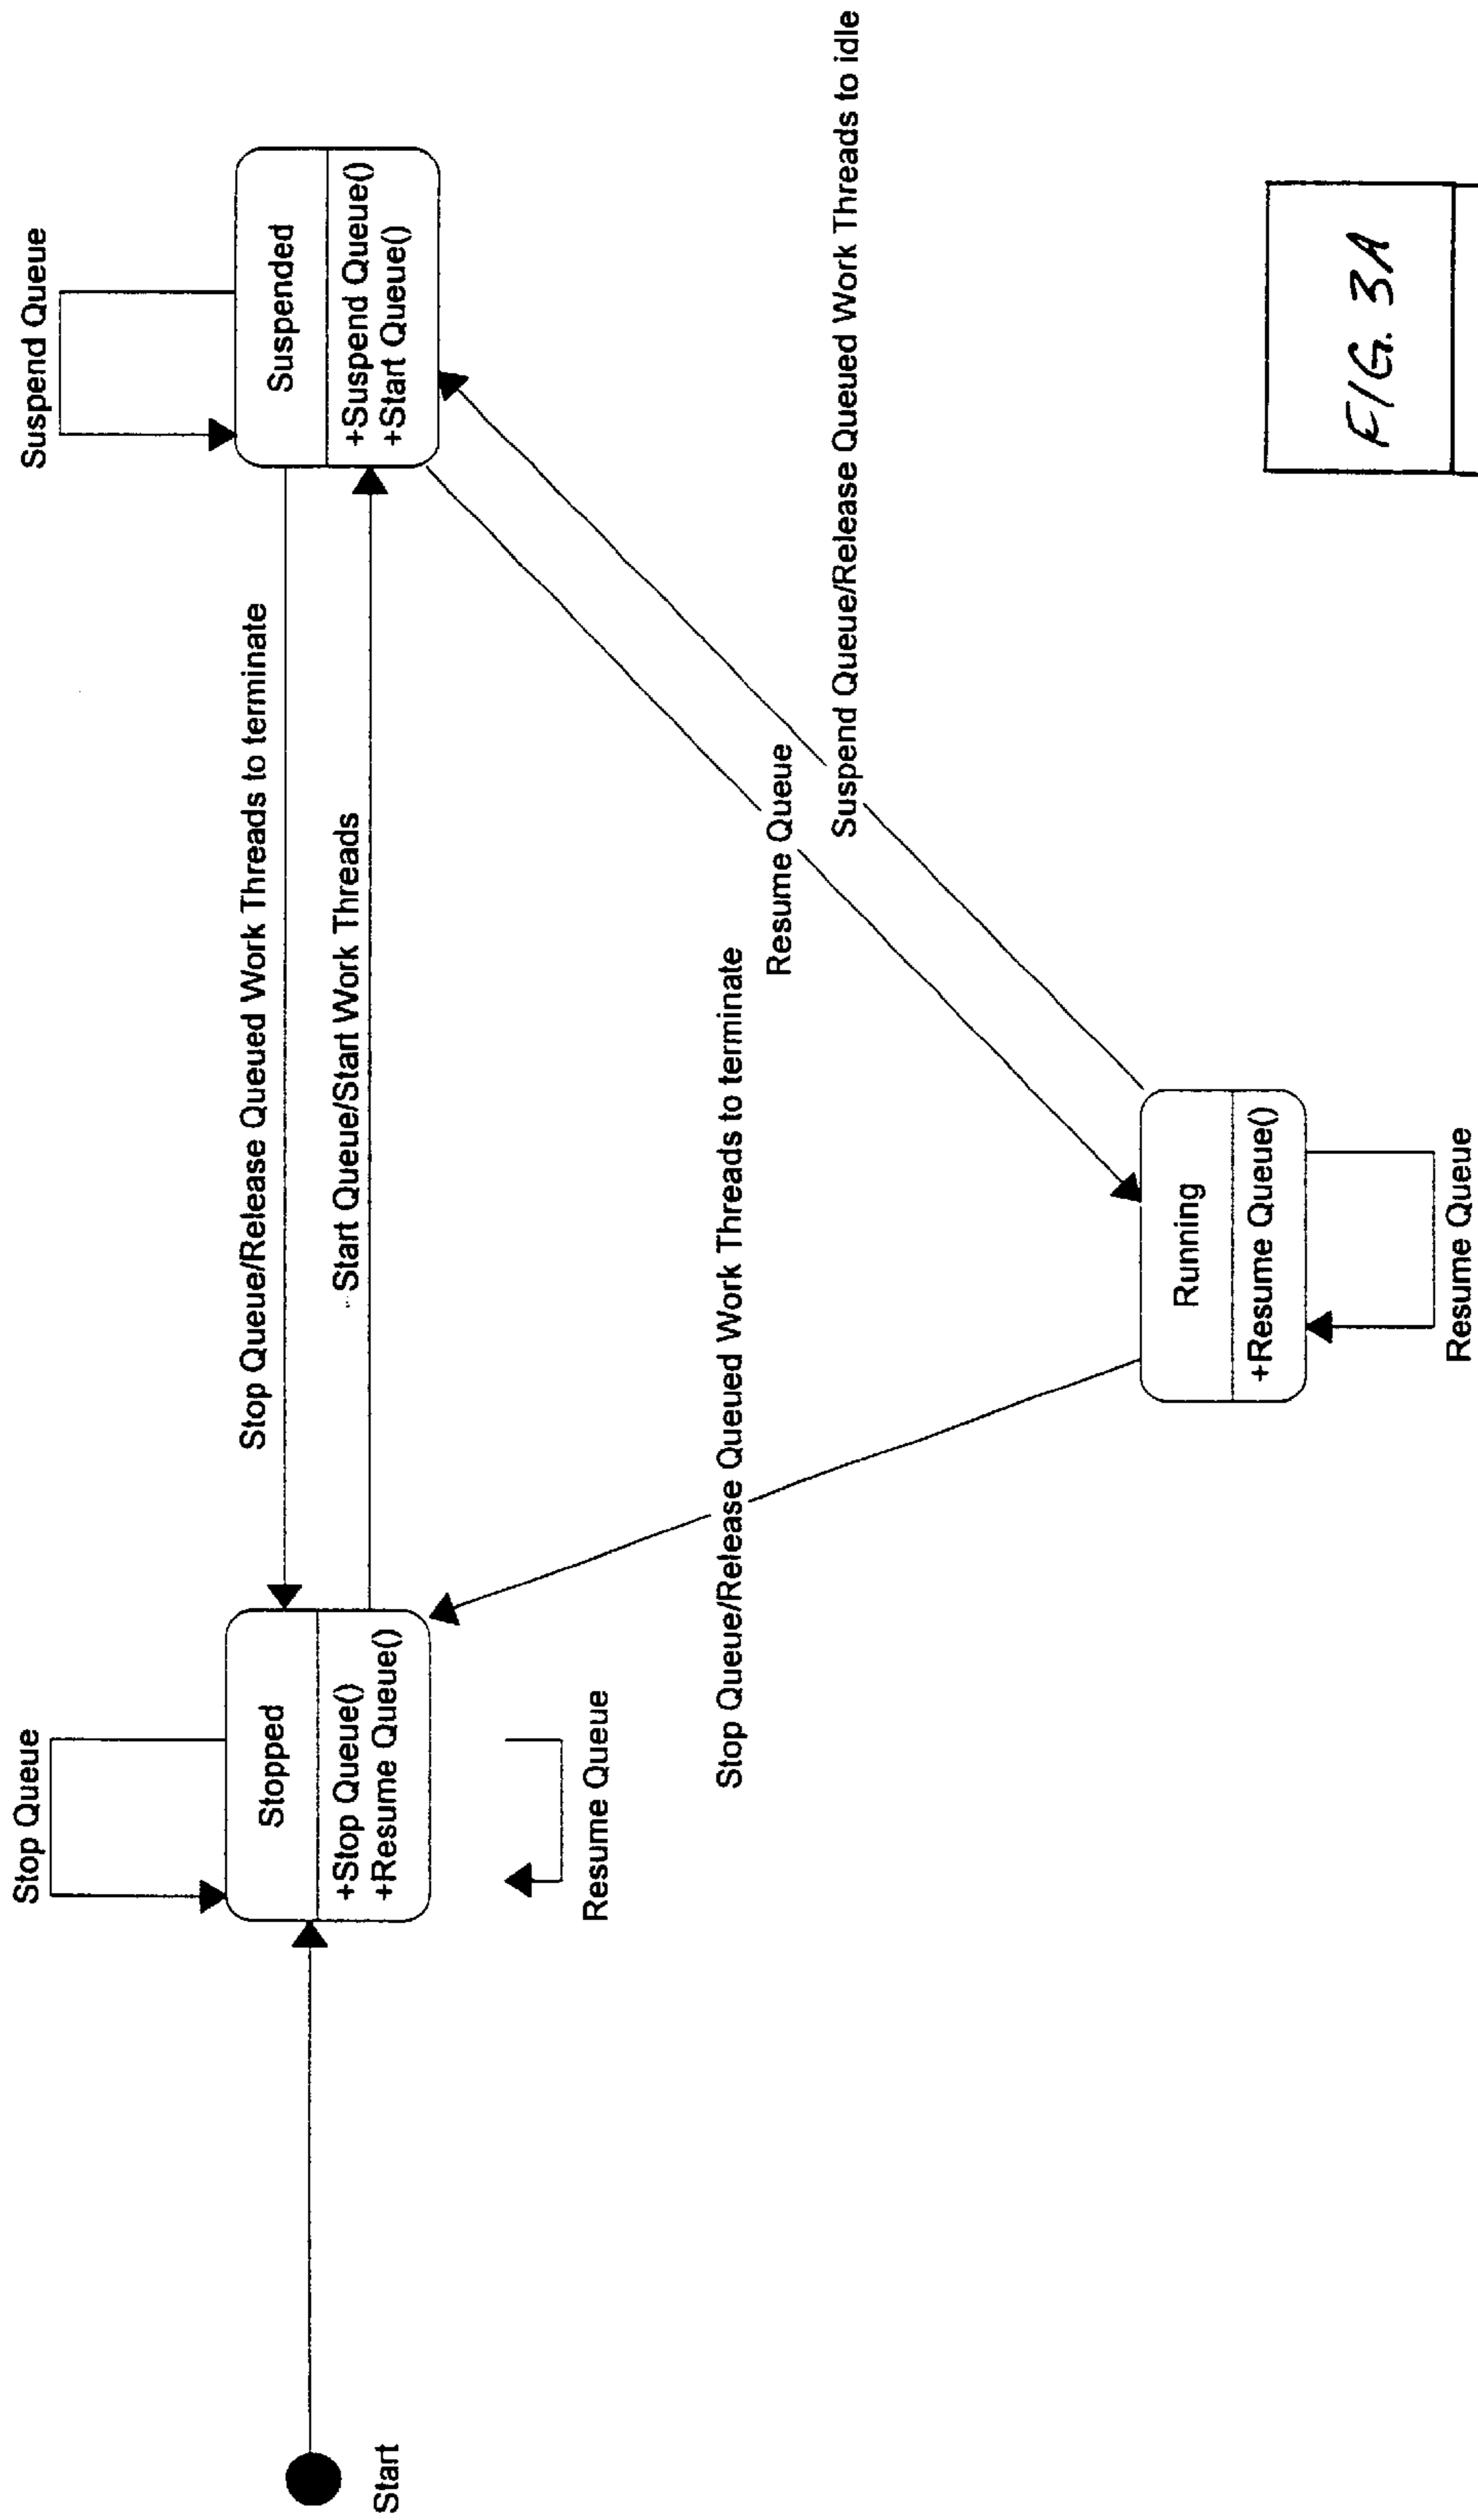 Stop Queue
Suspend Queue
Stopped
+Stop Queue()
+Resume Queue()
Suspended
+Suspend Queue()
+Start Queue()
Stop Queue/Release Queued Work Threads to terminate
Start Queue/Start Work Threads
Start
Resume Queue
Stop Queue/Release Queued Work Threads to terminate
Resume Queue
Suspend Queue/Release Queued Work Threads to idle
Running
+Resume Queue()
Resume Queue
FIG. 3A